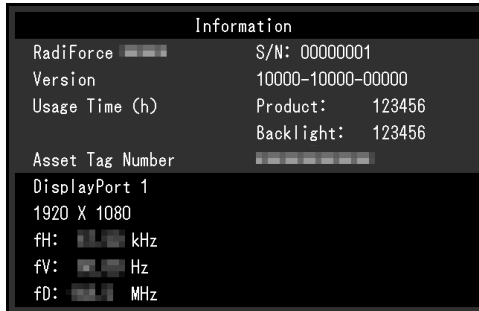 Information
RadiForce
S/N: 00000001
Version
10000-10000-00000
Usage Time (h)
Product: 123456
Backlight: 123456
Asset Tag Number
DisplayPort 1
1920 X 1080
fH: kHz
fV: Hz
fD: MHz